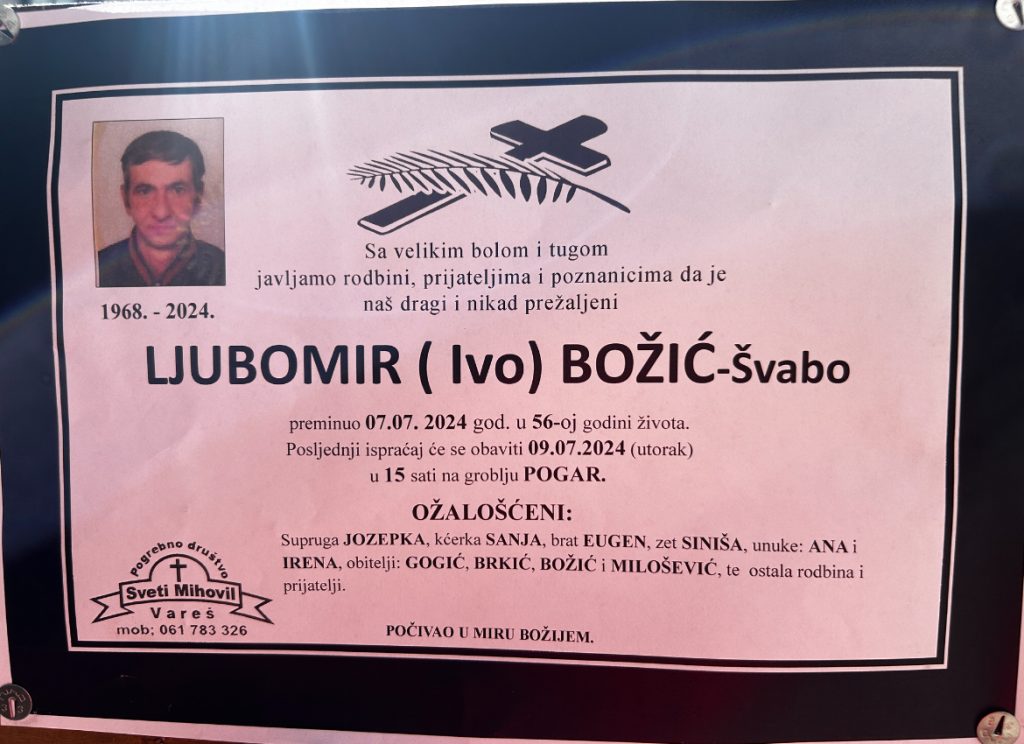 1968. - 2024.
Sa velikim bolom i tugom
javljamo rodbini, prijateljima i poznanicima da je
naš dragi i nikad prežaljeni
LJUBOMIR ( Ivo) BOŽIĆ-Švabo
preminuo 07.07. 2024 god. u 56-oj godini života.
Posljednji ispraćaj će se obaviti 09.07.2024 (utorak)
u 15 sati na groblju POGAR.
OŽALOŠĆENI:
Supruga JOZEPKA, kćerka SANJA, brat EUGEN, zet SINIŠA, unuke: ANA i
IRENA, obitelji: GOGIĆ, BRKIĆ, BOŽIĆ i MILOŠEVIĆ, te ostala rodbina i
prijatelji.
Pogrebno društvo
Sveti Mihovil
Vareš
mob; 061 783 326
POČIVAO U MIRU BOŽIJEM.